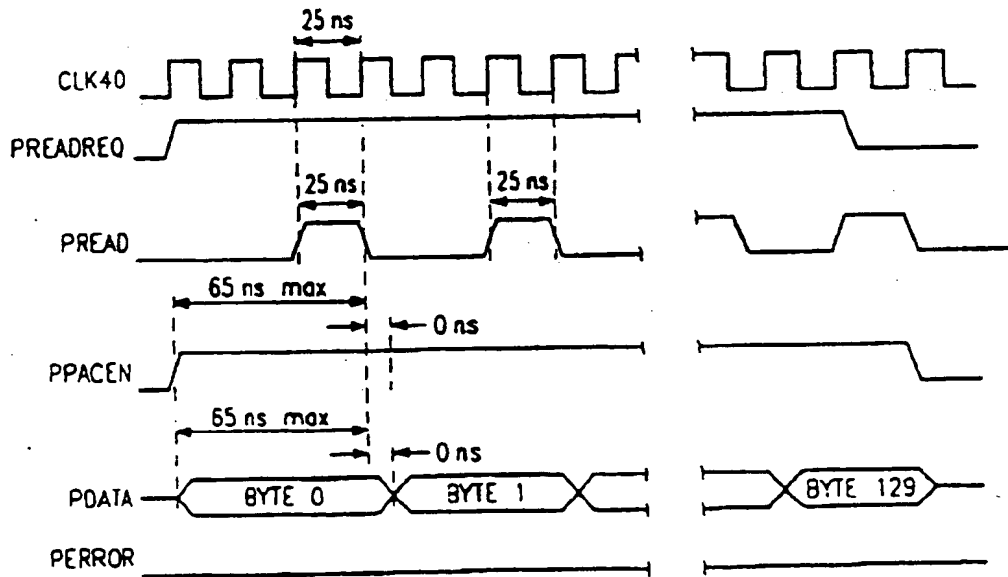 25 ns
CLK40
PREADREQ
25 ns
25 ns
PREAD
65 ns max
0 ns
PPACEN
65 ns max
0 ns
PDATA
BYTE 0
BYTE 1
BYTE 129
PERROR